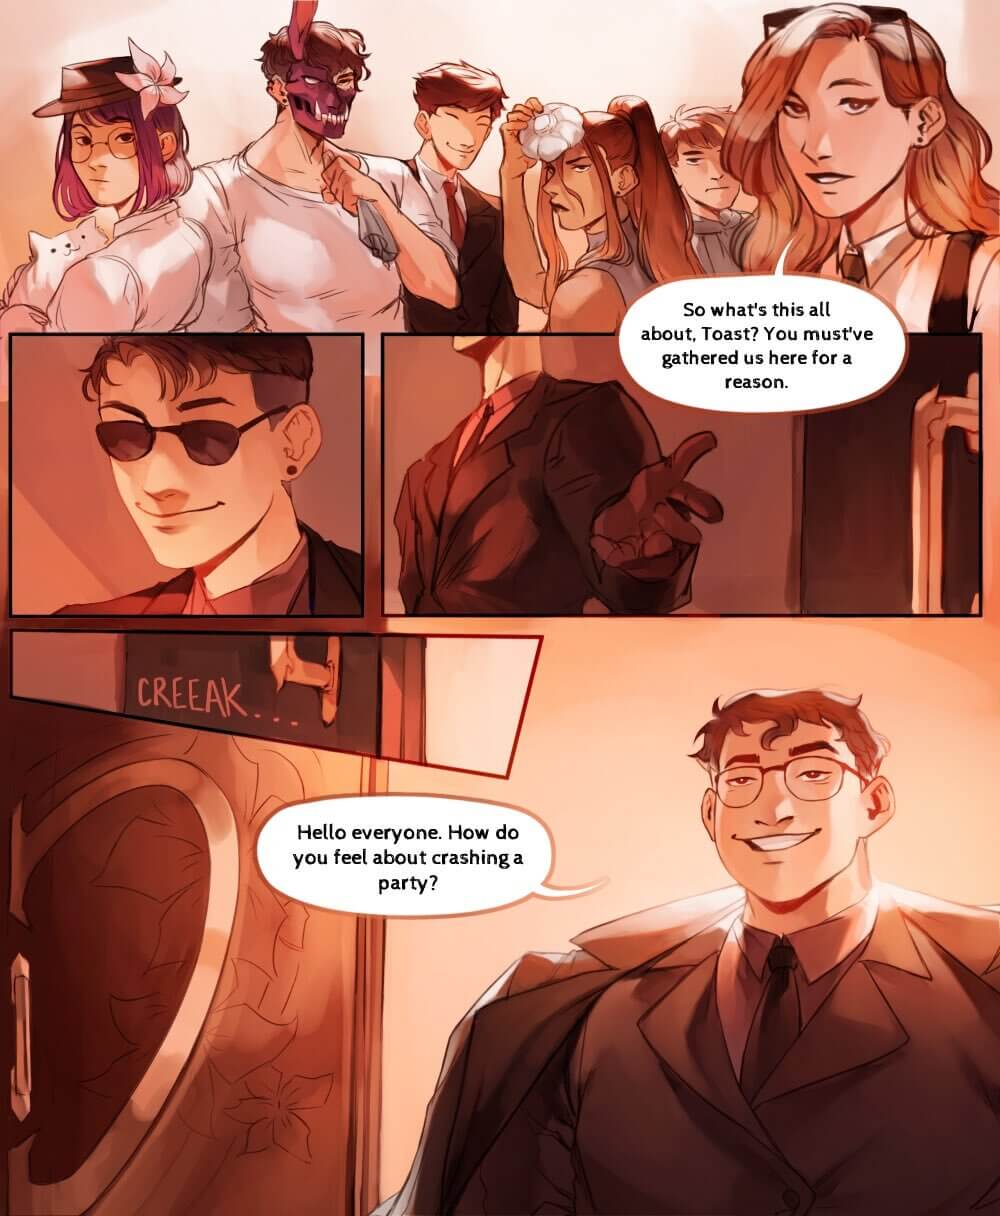 So what's this all
about, Toast? You must've
gathered us here for a
reason.
CREEAK...
Hello everyone. How do
you feel about crashing a
party?